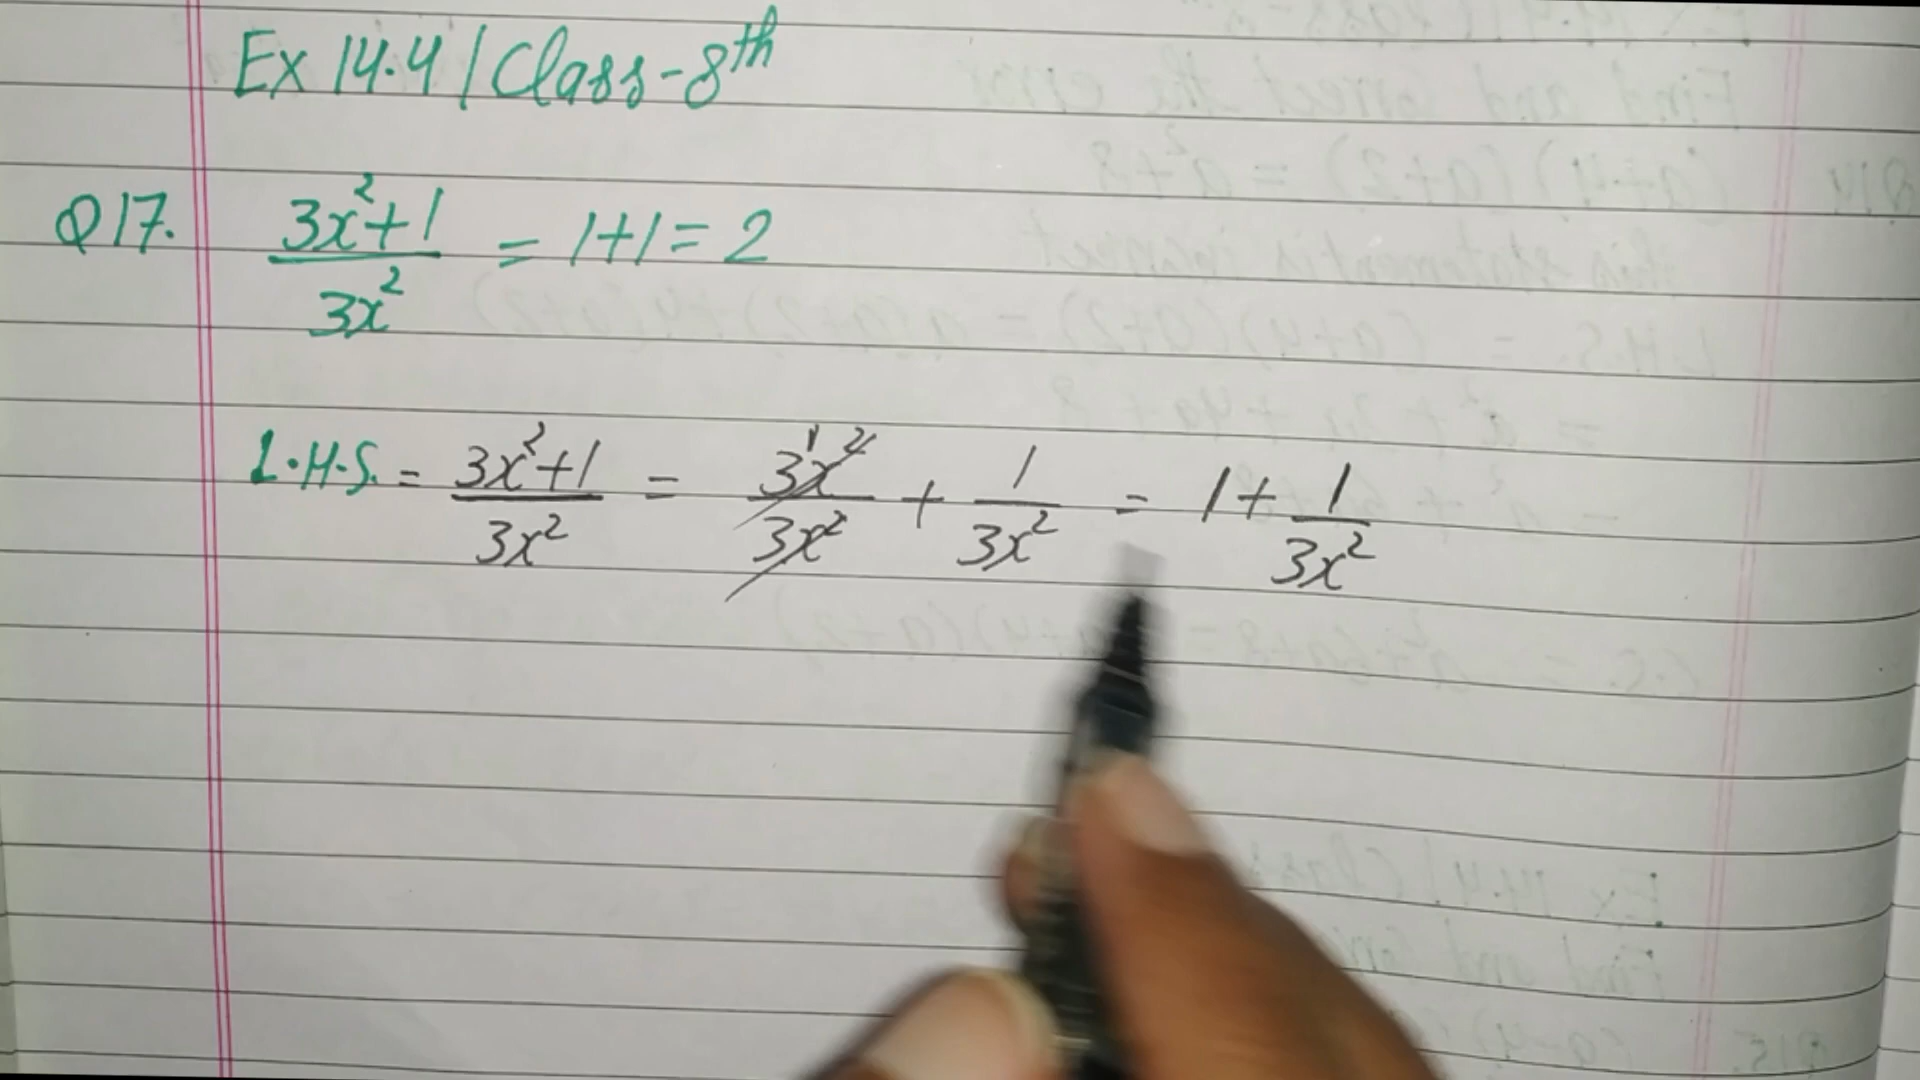 Ex 14.4 / Class-8th
Q17. (3x²+1)/(3x²) = 1+1 = 2
L.H.S. = (3x²+1)/(3x²) = (3x²)/(3x²) + 1/(3x²) = 1 + 1/(3x²)